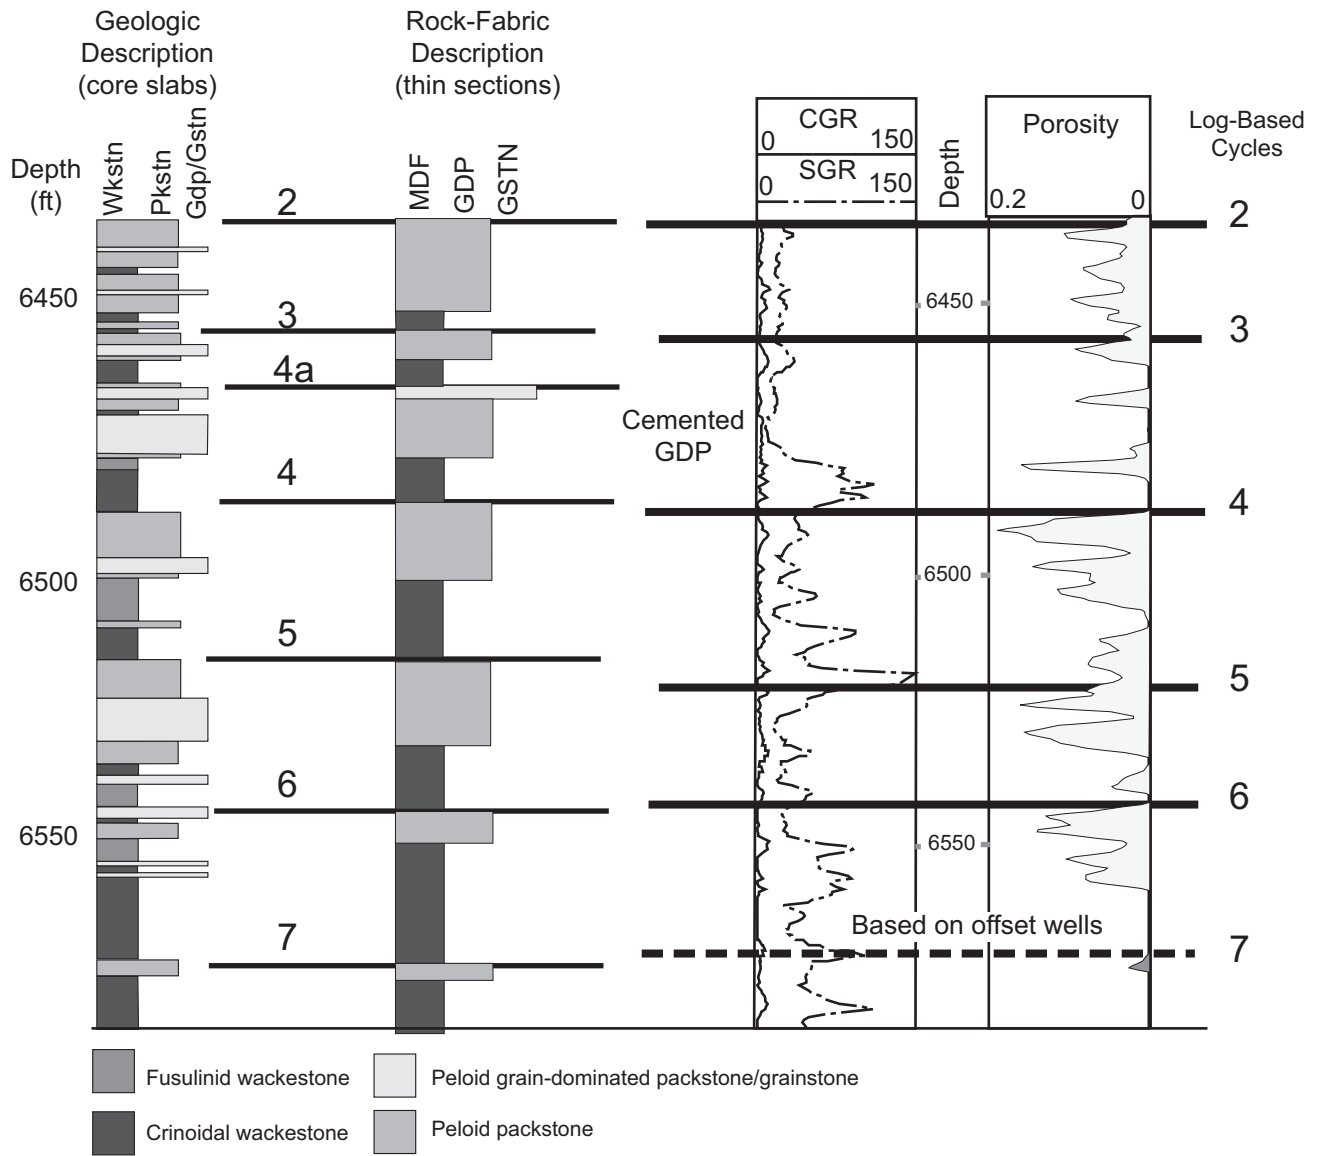 Geologic
Description
(core slabs)
Rock-Fabric
Description
(thin sections)
Depth
(ft)
Wkstn
Pkstn
Gdp/Gstn
MDF
GDP
GSTN
CGR
0 150
SGR
0 150
Depth
Porosity
0.2 0
Log-Based
Cycles
2
2
6450
6450
3
3
4a
Cemented
GDP
4
4
6500
6500
5
5
6
6
6550
6550
Based on offset wells
7
7
Fusulinid wackestone
Peloid grain-dominated packstone/grainstone
Crinoidal wackestone
Peloid packstone